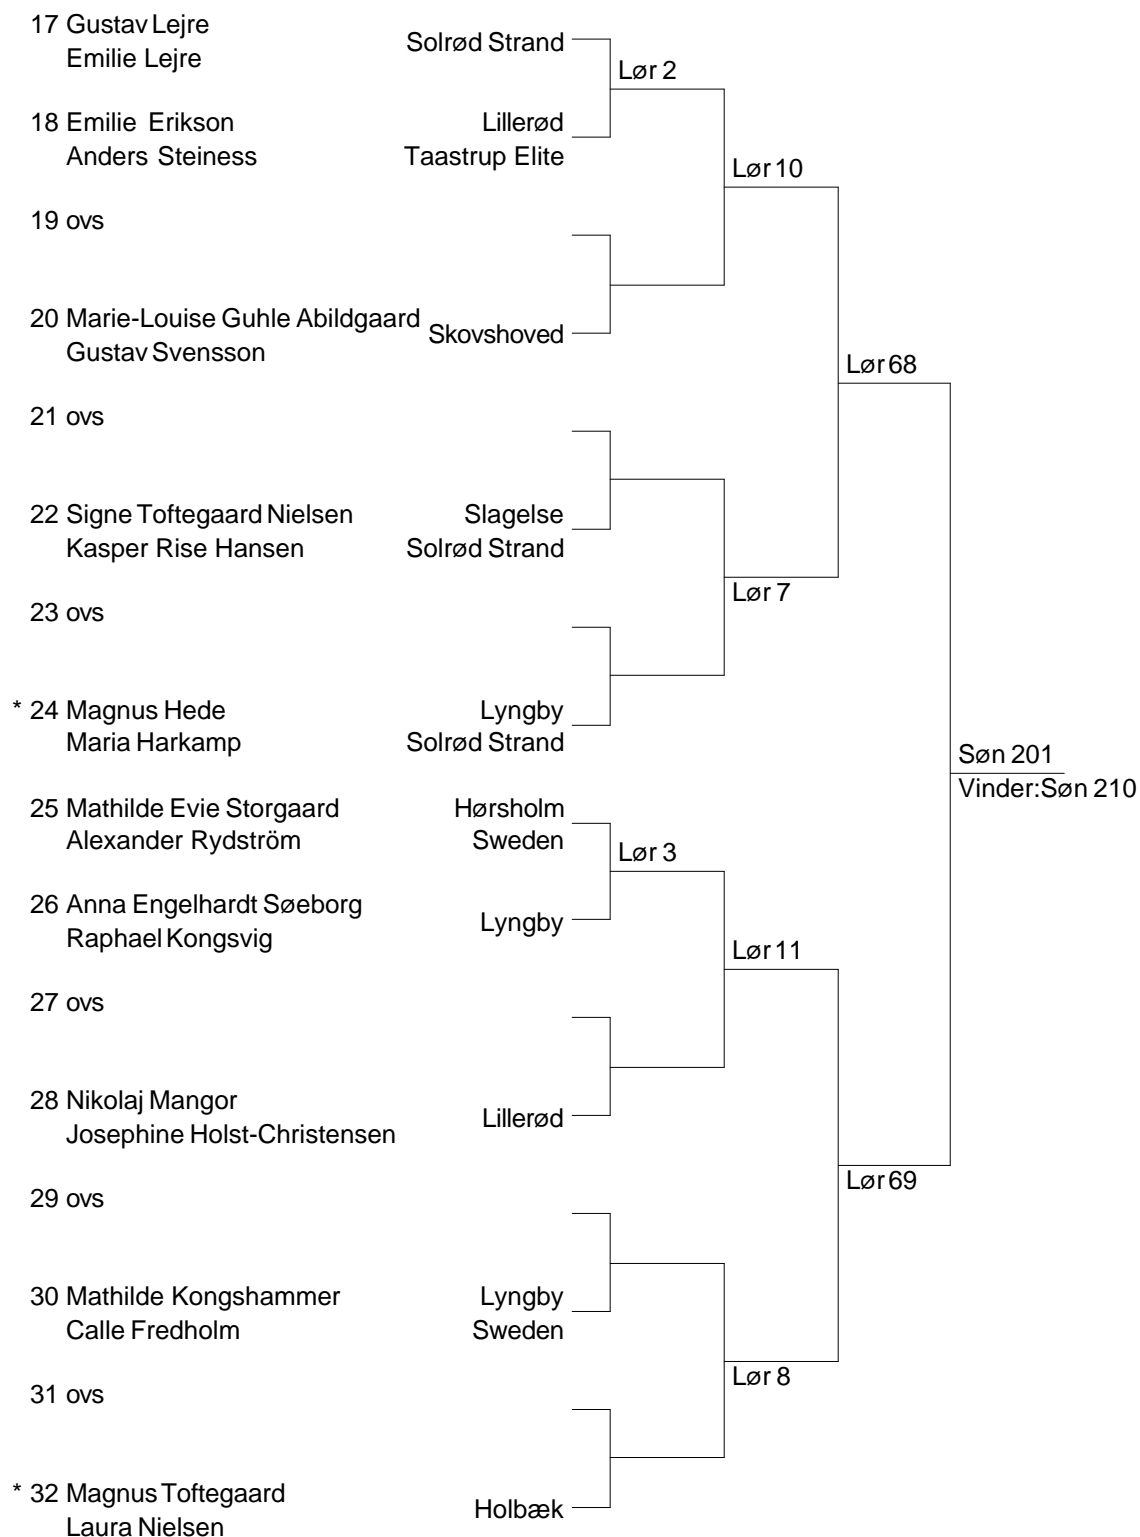 17 Gustav Lejre
Emilie Lejre
Solrød Strand
Lør 2
18 Emilie Erikson Lillerød
Anders Steiness Taastrup Elite
Lør 10
19 ovs
20 Marie-Louise Guhle Abildgaard
Gustav Svensson
Skovshoved
Lør 68
21 ovs
22 Signe Toftegaard Nielsen Slagelse
Kasper Rise Hansen Solrød Strand
Lør 7
23 ovs
* 24 Magnus Hede Lyngby
Maria Harkamp Solrød Strand
Søn 201
Vinder:Søn 210
25 Mathilde Evie Storgaard Hørsholm
Alexander Rydström Sweden
Lør 3
26 Anna Engelhardt Søeborg
Raphael Kongsvig
Lyngby
Lør 11
27 ovs
28 Nikolaj Mangor
Josephine Holst-Christensen
Lillerød
Lør 69
29 ovs
30 Mathilde Kongshammer Lyngby
Calle Fredholm Sweden
Lør 8
31 ovs
* 32 Magnus Toftegaard
Laura Nielsen
Holbæk